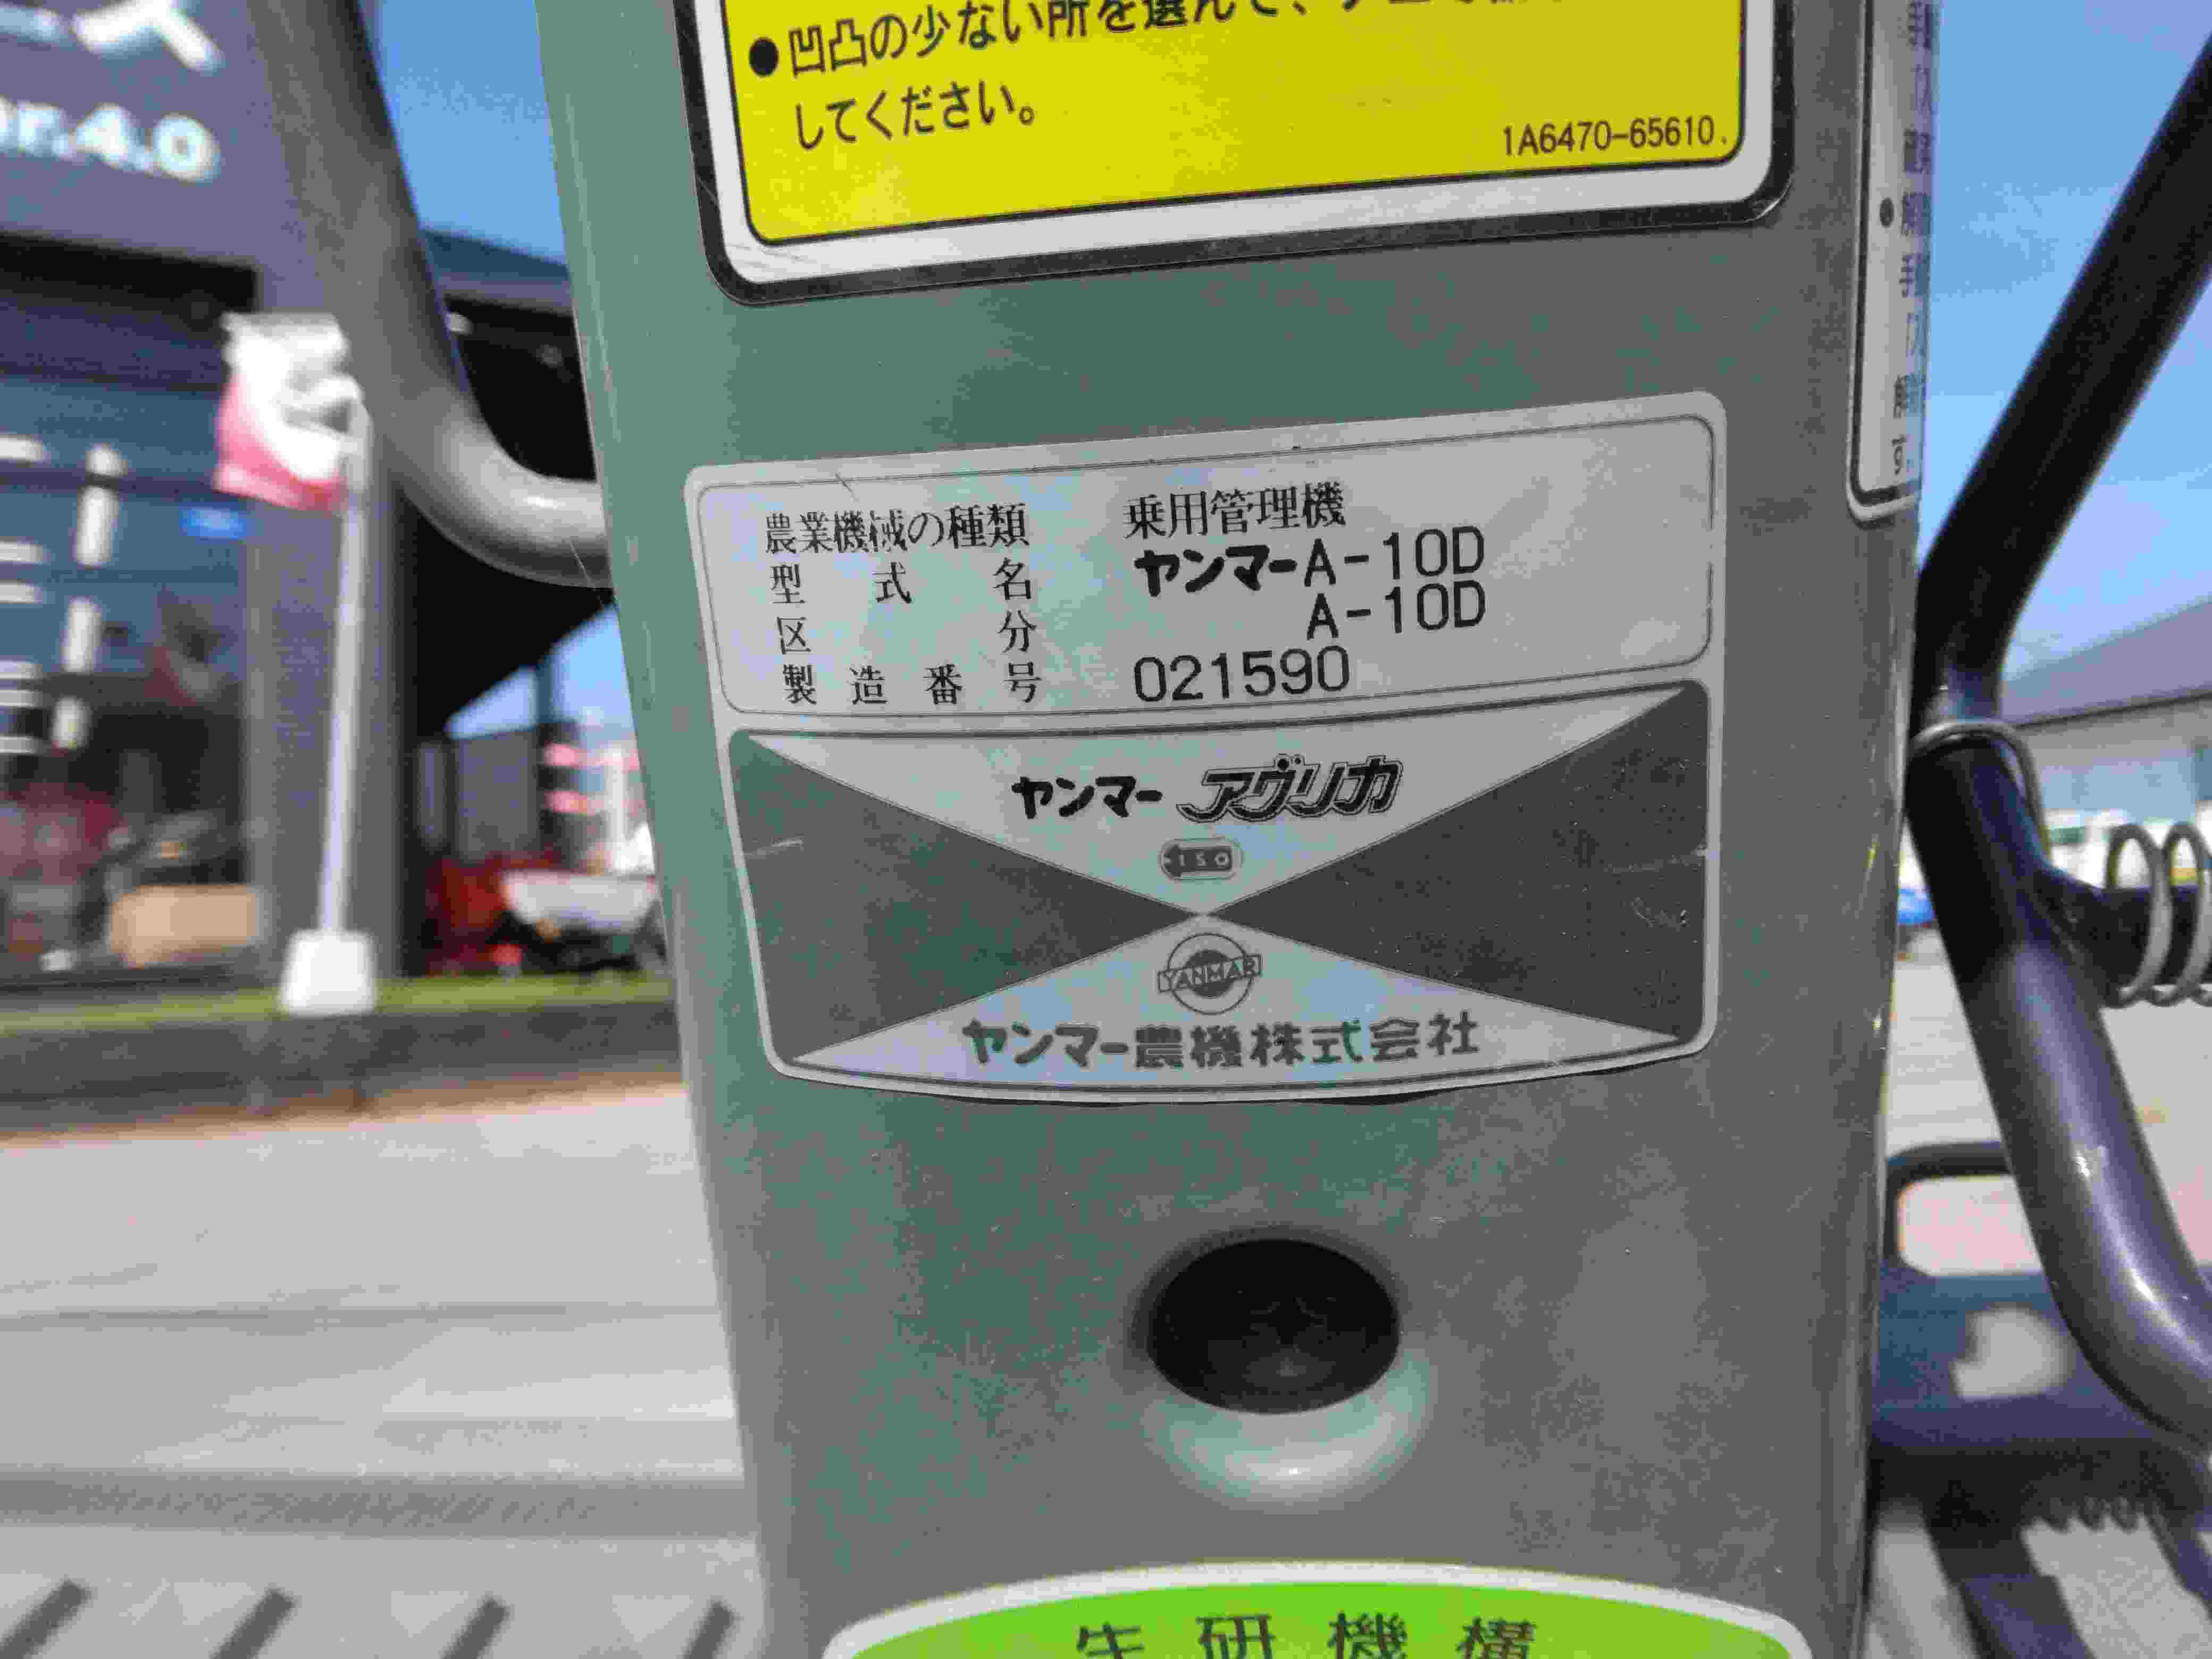 r.4.0
●凹凸の少ない所を選んで、
してください。
1A6470-65610.
農業機械の種類 乗用管理機
型式名 ヤンマーA-10D
区分 A-10D
製造番号 021590
ヤンマー アグリカ
ISO
YANMAR
ヤンマー農機株式会社
生研機構